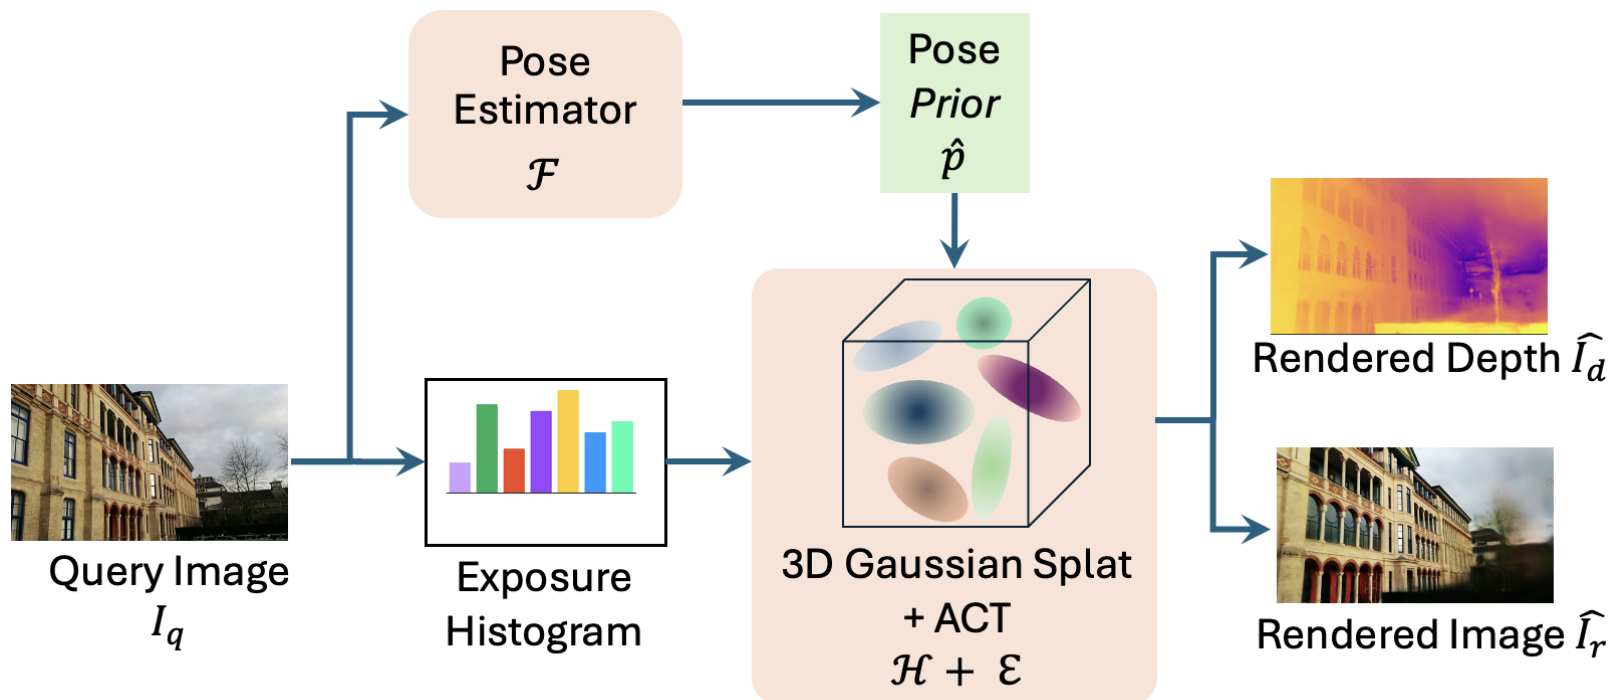 Pose
Estimator
ℱ
Pose
Prior
p̂
Query Image
I_q
Exposure
Histogram
3D Gaussian Splat
+ ACT
ℋ + ℰ
Rendered Depth Î_d
Rendered Image Î_r